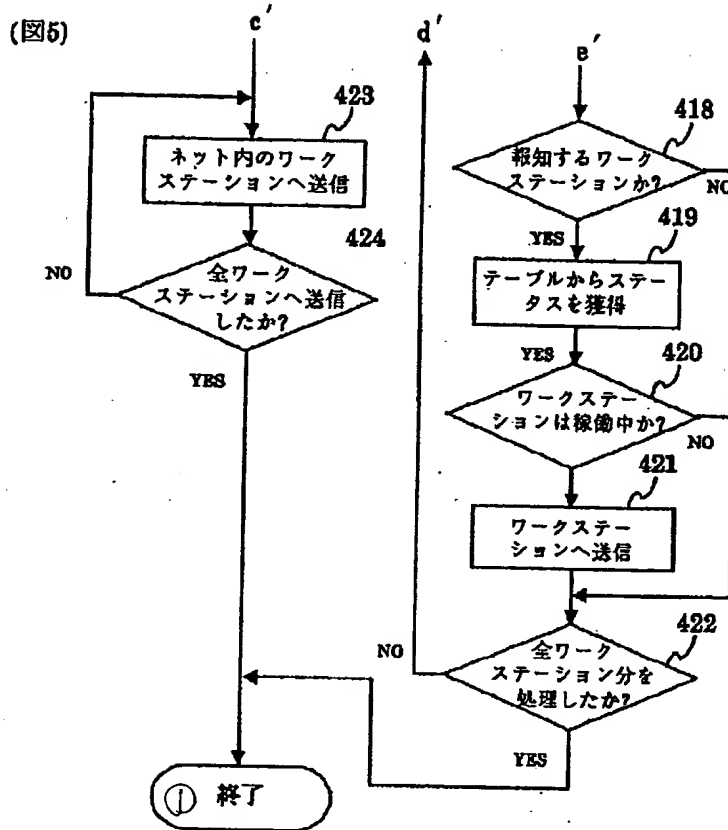 (図5)
c′
423
ネット内のワーク
ステーションへ送信
424
全ワーク
ステーションへ送信
したか?
NO
YES
① 終了
d′
e′
418
報知するワーク
ステーションか?
NO
YES
419
テーブルからステー
タスを獲得
YES
420
ワークステー
ションは稼働中か?
NO
421
ワークステー
ションへ送信
422
全ワーク
ステーション分を
処理したか?
NO
YES